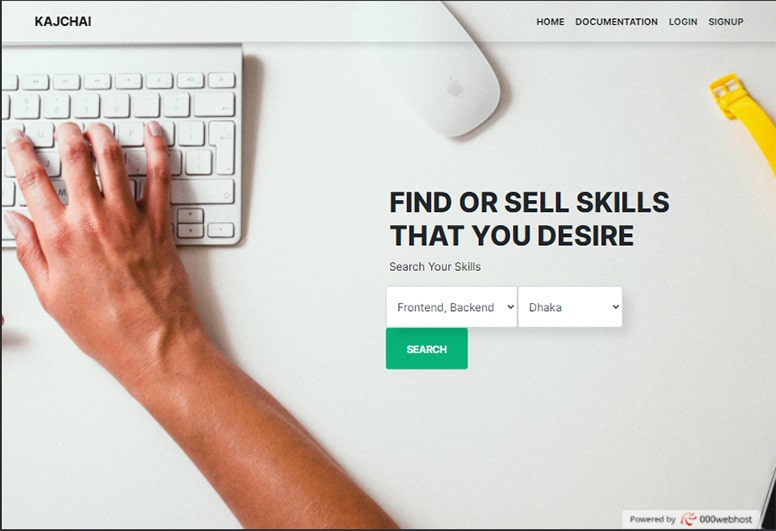 KAJCHAI
HOME DOCUMENTATION LOGIN SIGNUP
FIND OR SELL SKILLS
THAT YOU DESIRE
Search Your Skills
Frontend, Backend Dhaka
SEARCH
Powered by 000webhost